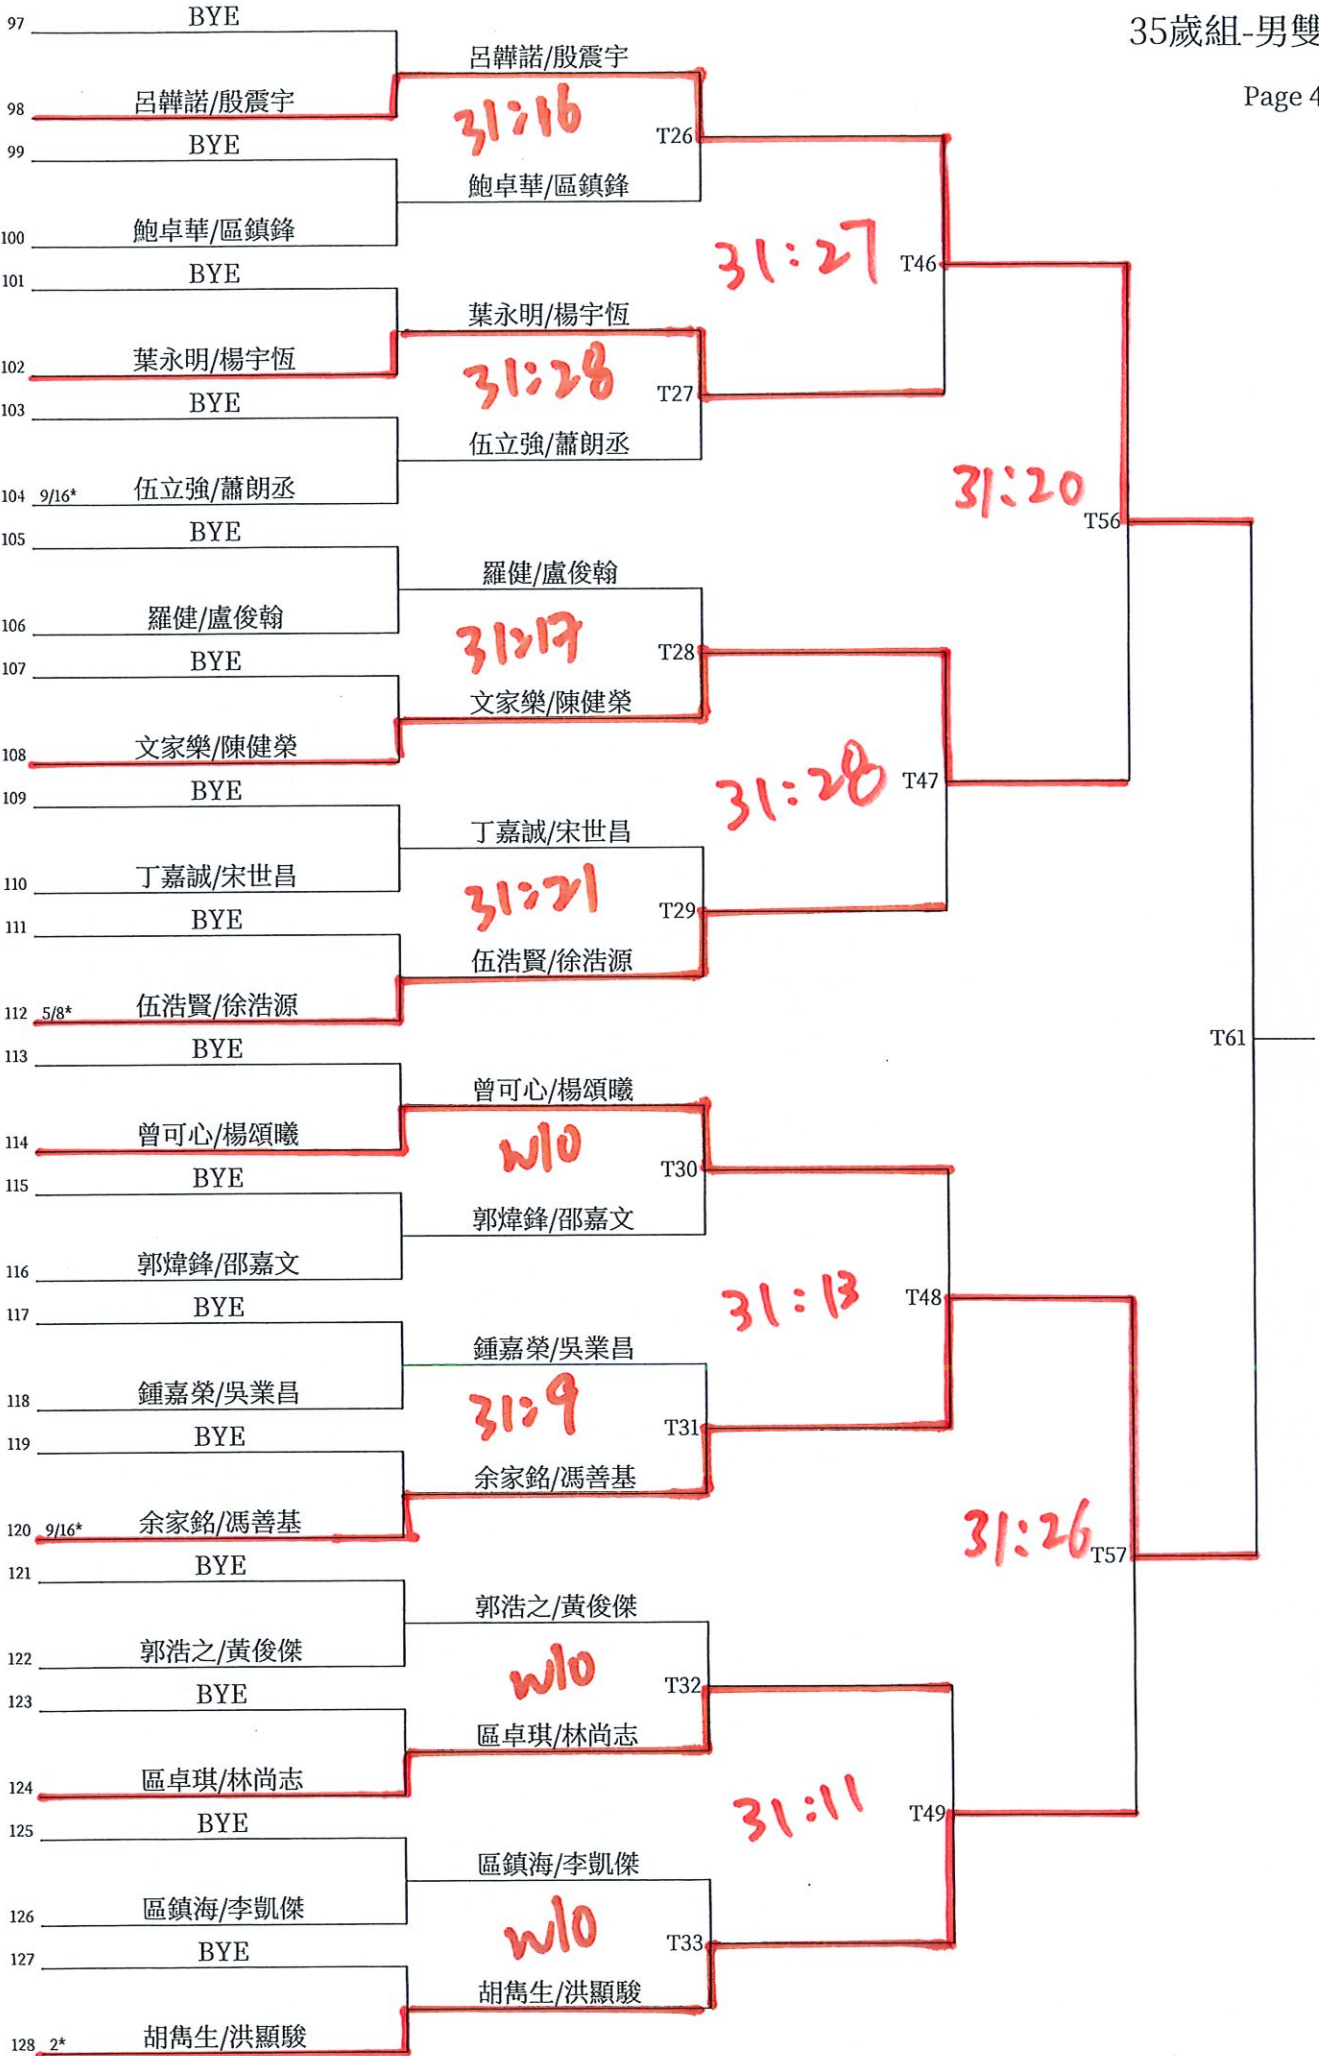 35歲組-男雙
Page 4
97 BYE
呂韡諾/殷震宇
98 呂韡諾/殷震宇
31:16
T26
99 BYE
鮑卓華/區鎮鋒
100 鮑卓華/區鎮鋒
31:27
T46
101 BYE
葉永明/楊宇恆
102 葉永明/楊宇恆
31:28
T27
103 BYE
伍立強/蕭朗丞
104 9/16* 伍立強/蕭朗丞
31:20
T56
105 BYE
羅健/盧俊翰
106 羅健/盧俊翰
31:17
T28
107 BYE
文家樂/陳健榮
108 文家樂/陳健榮
31:28
T47
109 BYE
丁嘉誠/宋世昌
110 丁嘉誠/宋世昌
31:21
T29
111 BYE
伍浩賢/徐浩源
112 5/8* 伍浩賢/徐浩源
T61
113 BYE
曾可心/楊頌曦
114 曾可心/楊頌曦
w/o
T30
115 BYE
郭煒鋒/邵嘉文
116 郭煒鋒/邵嘉文
31:13
T48
117 BYE
鍾嘉榮/吳業昌
118 鍾嘉榮/吳業昌
31:9
T31
119 BYE
余家銘/馮善基
120 9/16* 余家銘/馮善基
31:26
T57
121 BYE
郭浩之/黃俊傑
122 郭浩之/黃俊傑
w/o
T32
123 BYE
區卓琪/林尚志
124 區卓琪/林尚志
31:11
T49
125 BYE
區鎮海/李凱傑
126 區鎮海/李凱傑
w/o
T33
127 BYE
胡雋生/洪顯駿
128 2* 胡雋生/洪顯駿